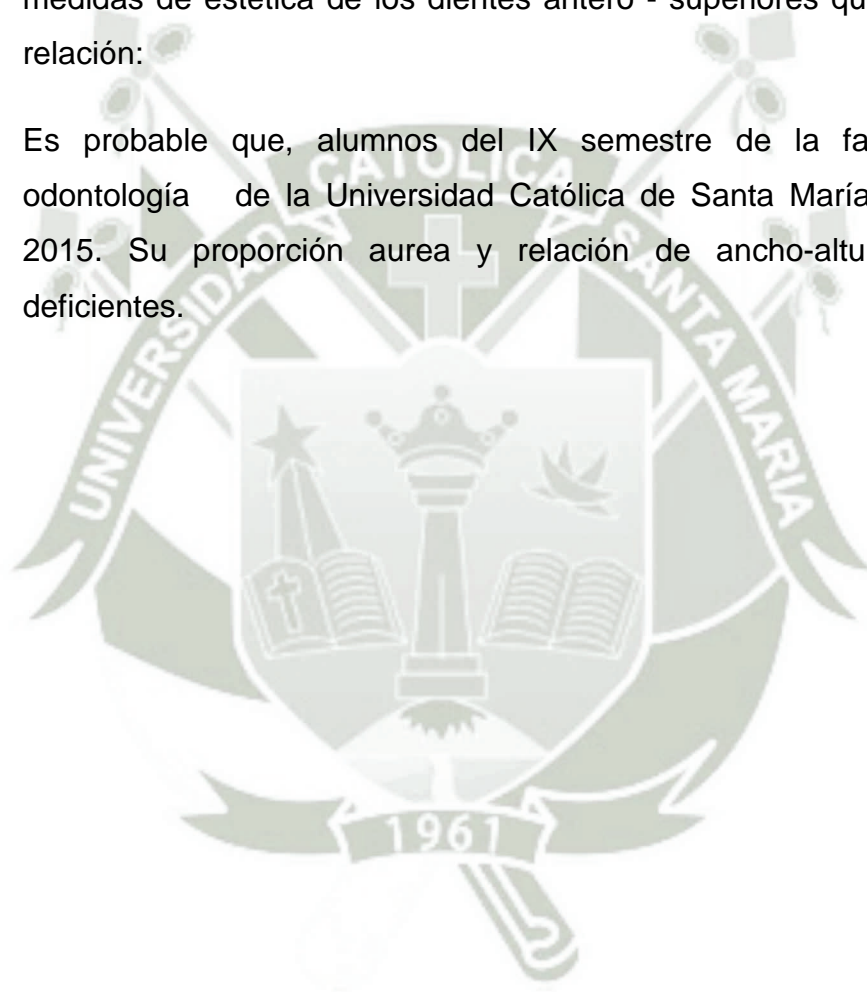 medidas de estética de los dientes antero - superiores qu
relación:
Es probable que, alumnos del IX semestre de la fa
odontología de la Universidad Católica de Santa María
2015. Su proporción aurea y relación de ancho-altu
deficientes.
UNIVERSIDAD CATOLICA SANTA MARIA
1961